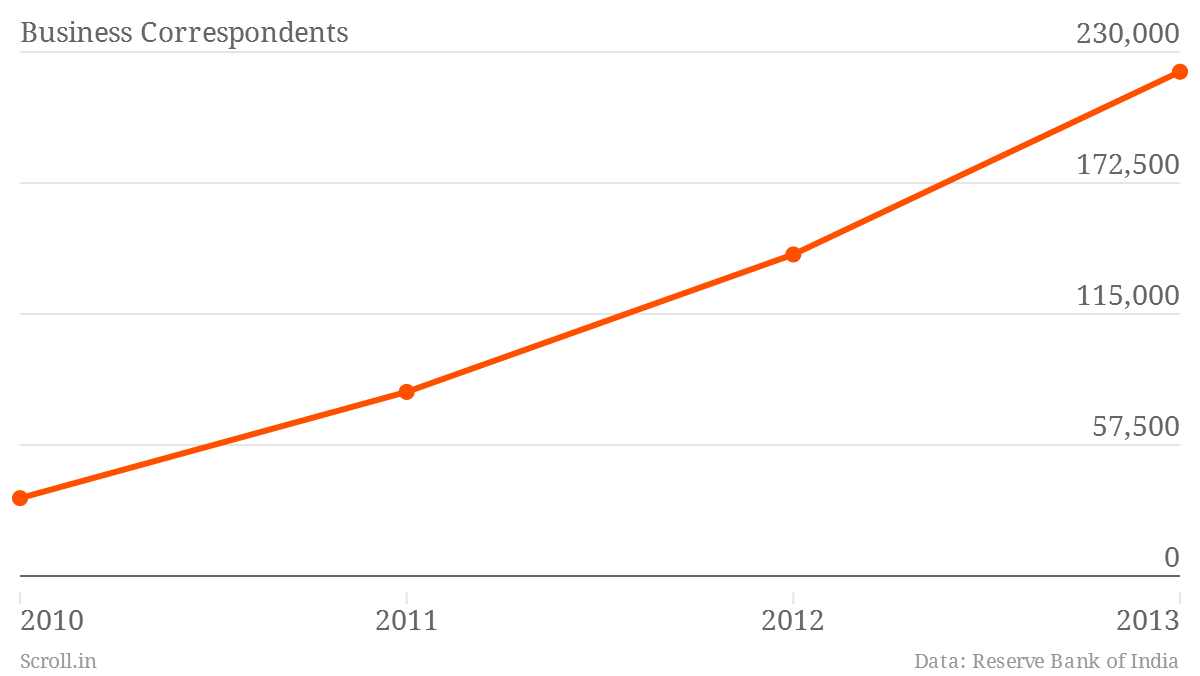 Business Correspondents
230,000
172,500
115,000
57,500
0
2010 2011 2012 2013
Scroll.in Data: Reserve Bank of India